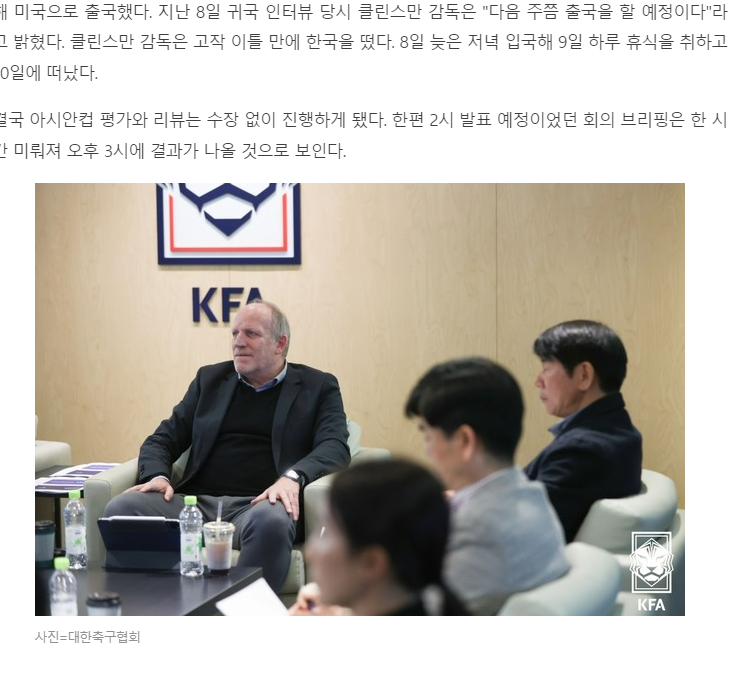 해 미국으로 출국했다. 지난 8일 귀국 인터뷰 당시 클린스만 감독은 "다음 주쯤 출국을 할 예정이다"라
고 밝혔다. 클린스만 감독은 고작 이틀 만에 한국을 떴다. 8일 늦은 저녁 입국해 9일 하루 휴식을 취하고
10일에 떠났다.
결국 아시안컵 평가와 리뷰는 수장 없이 진행하게 됐다. 한편 2시 발표 예정이었던 회의 브리핑은 한 시
간 미뤄져 오후 3시에 결과가 나올 것으로 보인다.
KFA
KFA
사진=대한축구협회